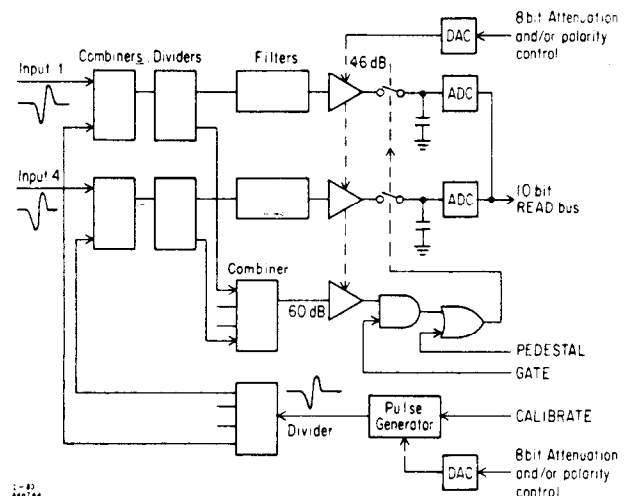 8bit Attenuation
and/or polarity
control
DAC
Combiners
Dividers
Filters
46 dB
Input 1
ADC
Input 4
ADC
10 bit
READ bus
Combiner
60 dB
PEDESTAL
GATE
Divider
Pulse
Generator
CALIBRATE
DAC
8bit Attenuation
and/or polarity
control